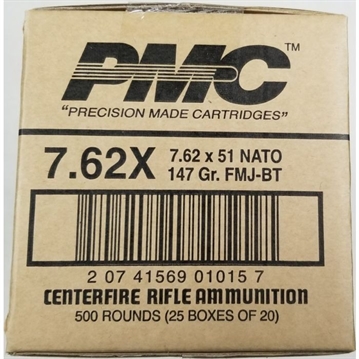 PMC™
"PRECISION MADE CARTRIDGES"
7.62X 7.62 x 51 NATO
147 Gr. FMJ-BT
2 07 41569 01015 7
CENTERFIRE RIFLE AMMUNITION
500 ROUNDS (25 BOXES OF 20)